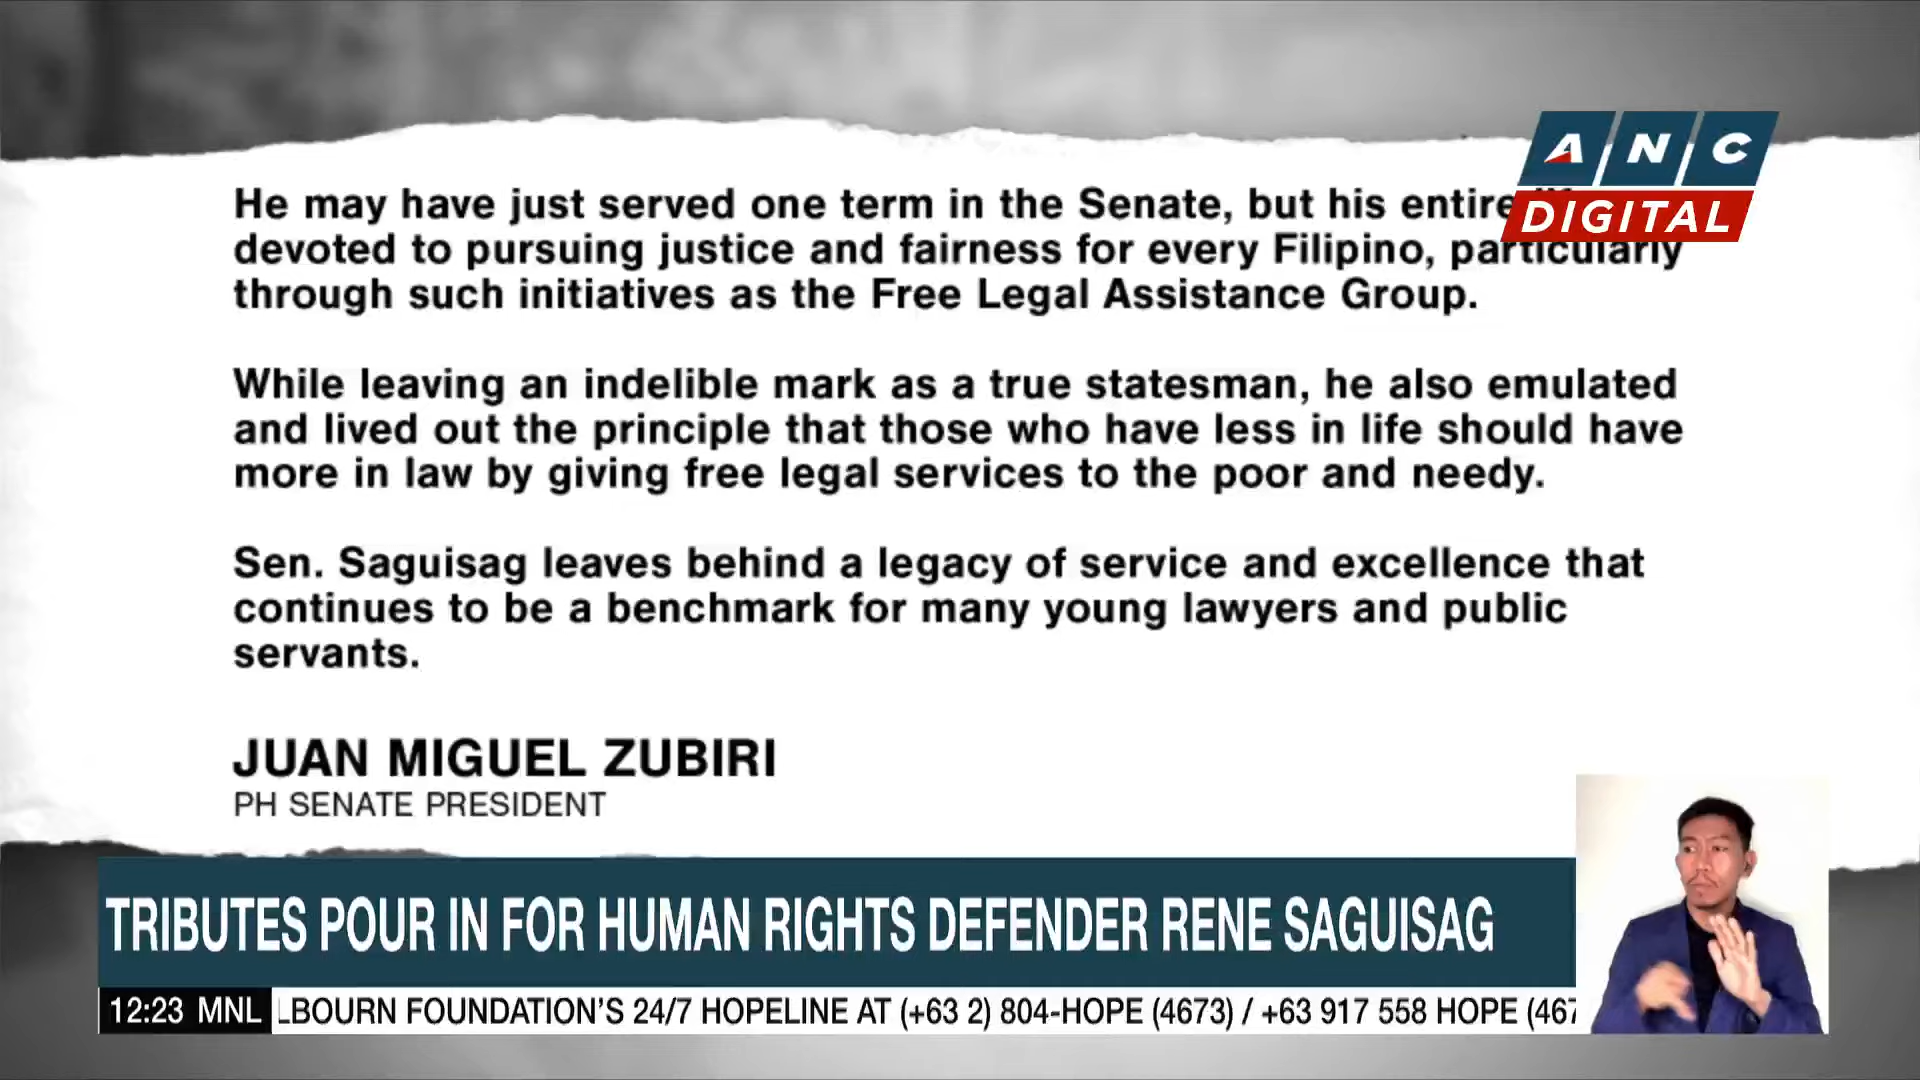 ANC
DIGITAL
He may have just served one term in the Senate, but his entire
devoted to pursuing justice and fairness for every Filipino, particularly
through such initiatives as the Free Legal Assistance Group.
While leaving an indelible mark as a true statesman, he also emulated
and lived out the principle that those who have less in life should have
more in law by giving free legal services to the poor and needy.
Sen. Saguisag leaves behind a legacy of service and excellence that
continues to be a benchmark for many young lawyers and public
servants.
JUAN MIGUEL ZUBIRI
PH SENATE PRESIDENT
TRIBUTES POUR IN FOR HUMAN RIGHTS DEFENDER RENE SAGUISAG
12:23 MNL LBOURN FOUNDATION'S 24/7 HOPELINE AT (+63 2) 804-HOPE (4673) / +63 917 558 HOPE (467